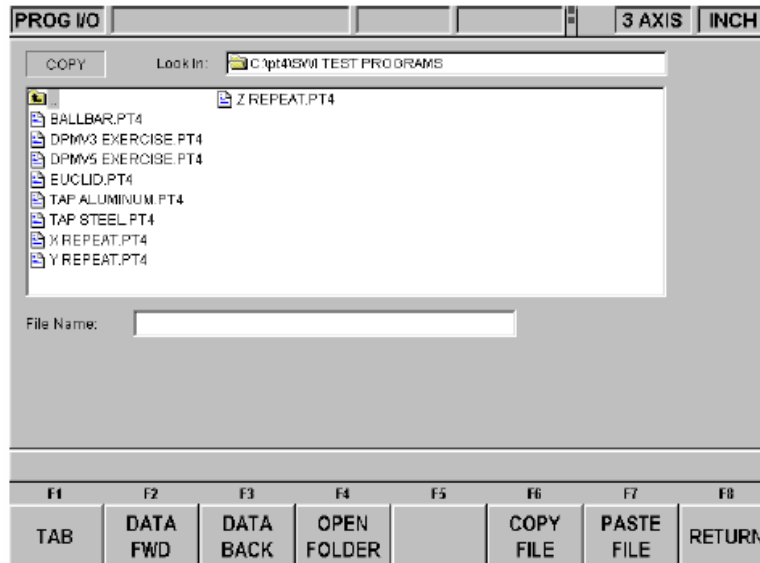 PROG I/O 3 AXIS INCH
COPY Look In: C:\pt4\SWI TEST PROGRAMS
..
BALLBAR.PT4
DPMV3 EXERCISE.PT4
DPMV5 EXERCISE.PT4
EUCLID.PT4
TAP ALUMINUM.PT4
TAP STEEL.PT4
X REPEAT.PT4
Y REPEAT.PT4
Z REPEAT.PT4
File Name:
F1 F2 F3 F4 F5 F6 F7 F8
TAB DATA FWD DATA BACK OPEN FOLDER COPY FILE PASTE FILE RETURN